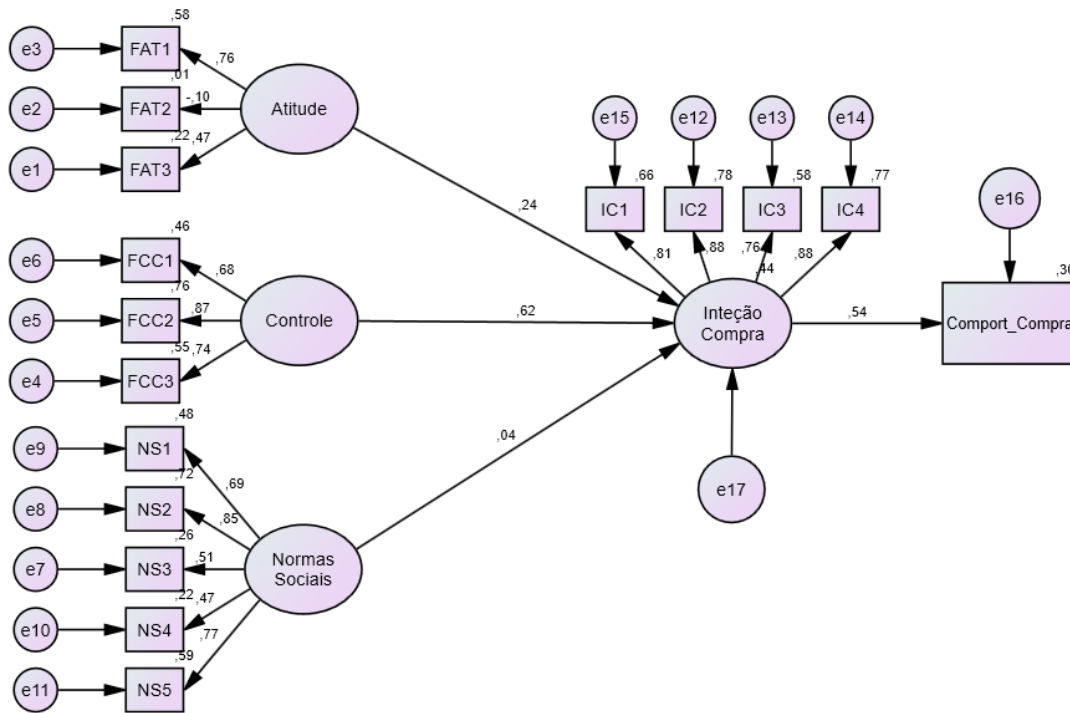 e3
FAT1
,58
,76
e2
FAT2
,01
-,10
e1
FAT3
,22
,47
Atitude
,24
e6
FCC1
,46
,68
e5
FCC2
,76
,87
e4
FCC3
,55
,74
Controle
,62
e9
NS1
,48
,69
e8
NS2
,72
,85
e7
NS3
,26
,51
e10
NS4
,22
,47
e11
NS5
,59
,77
Normas
Sociais
,04
e15
e12
e13
e14
IC1
,66
IC2
,78
IC3
,58
IC4
,77
,81
,88
,76
,88
,44
Inteção
Compra
e17
,54
e16
,30
Comport_Compra